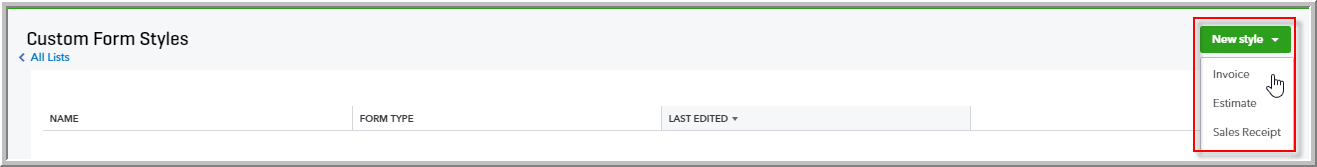 Custom Form Styles
New style
All Lists
Invoice
Estimate
Sales Receipt
NAME FORM TYPE LAST EDITED